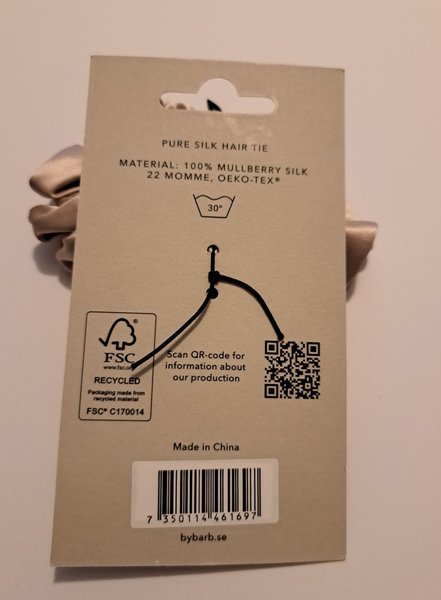 PURE SILK HAIR TIE
MATERIAL: 100% MULLBERRY SILK
22 MOMME, OEKO-TEX®
30°
FSC
www.fsc.org
RECYCLED
Packaging made from
recycled material
FSC® C170014
Scan QR-code for
information about
our production
Made in China
7 350114 461697
bybarb.se